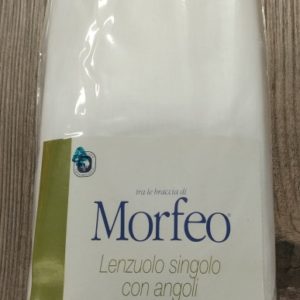 tra le braccia di
Morfeo
Lenzuolo singolo
con angoli